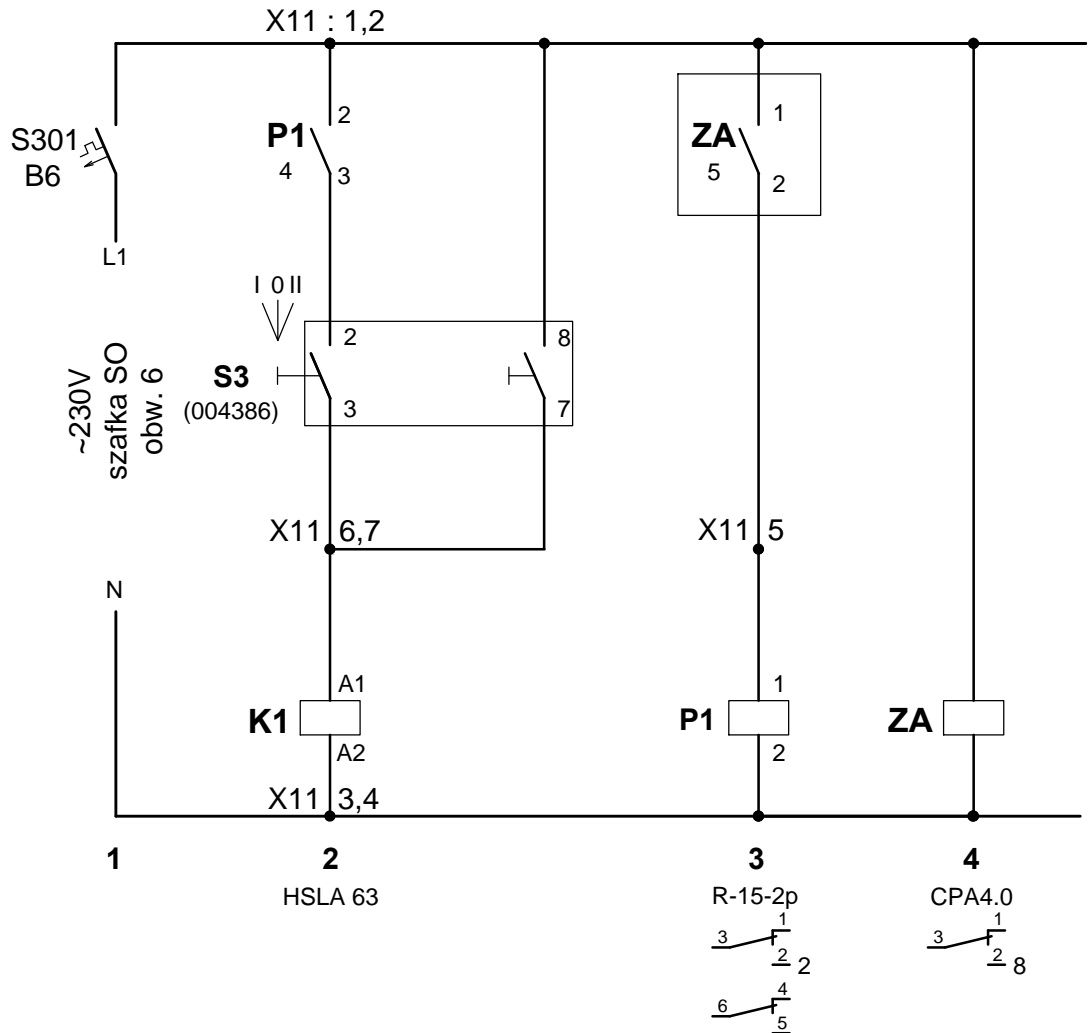 X11 : 1,2
S301
B6
L1
P1
4
2
3
ZA
5
1
2
I 0 II
S3
(004386)
2
3
8
7
~230V
szafka SO
obw. 6
X11 6,7
X11 5
N
K1
A1
A2
P1
1
2
ZA
X11 : 3,4
1
2
3
4
HSLA 63
R-15-2p
CPA4.0
3
1
2
2
3
1
2
8
6
4
5